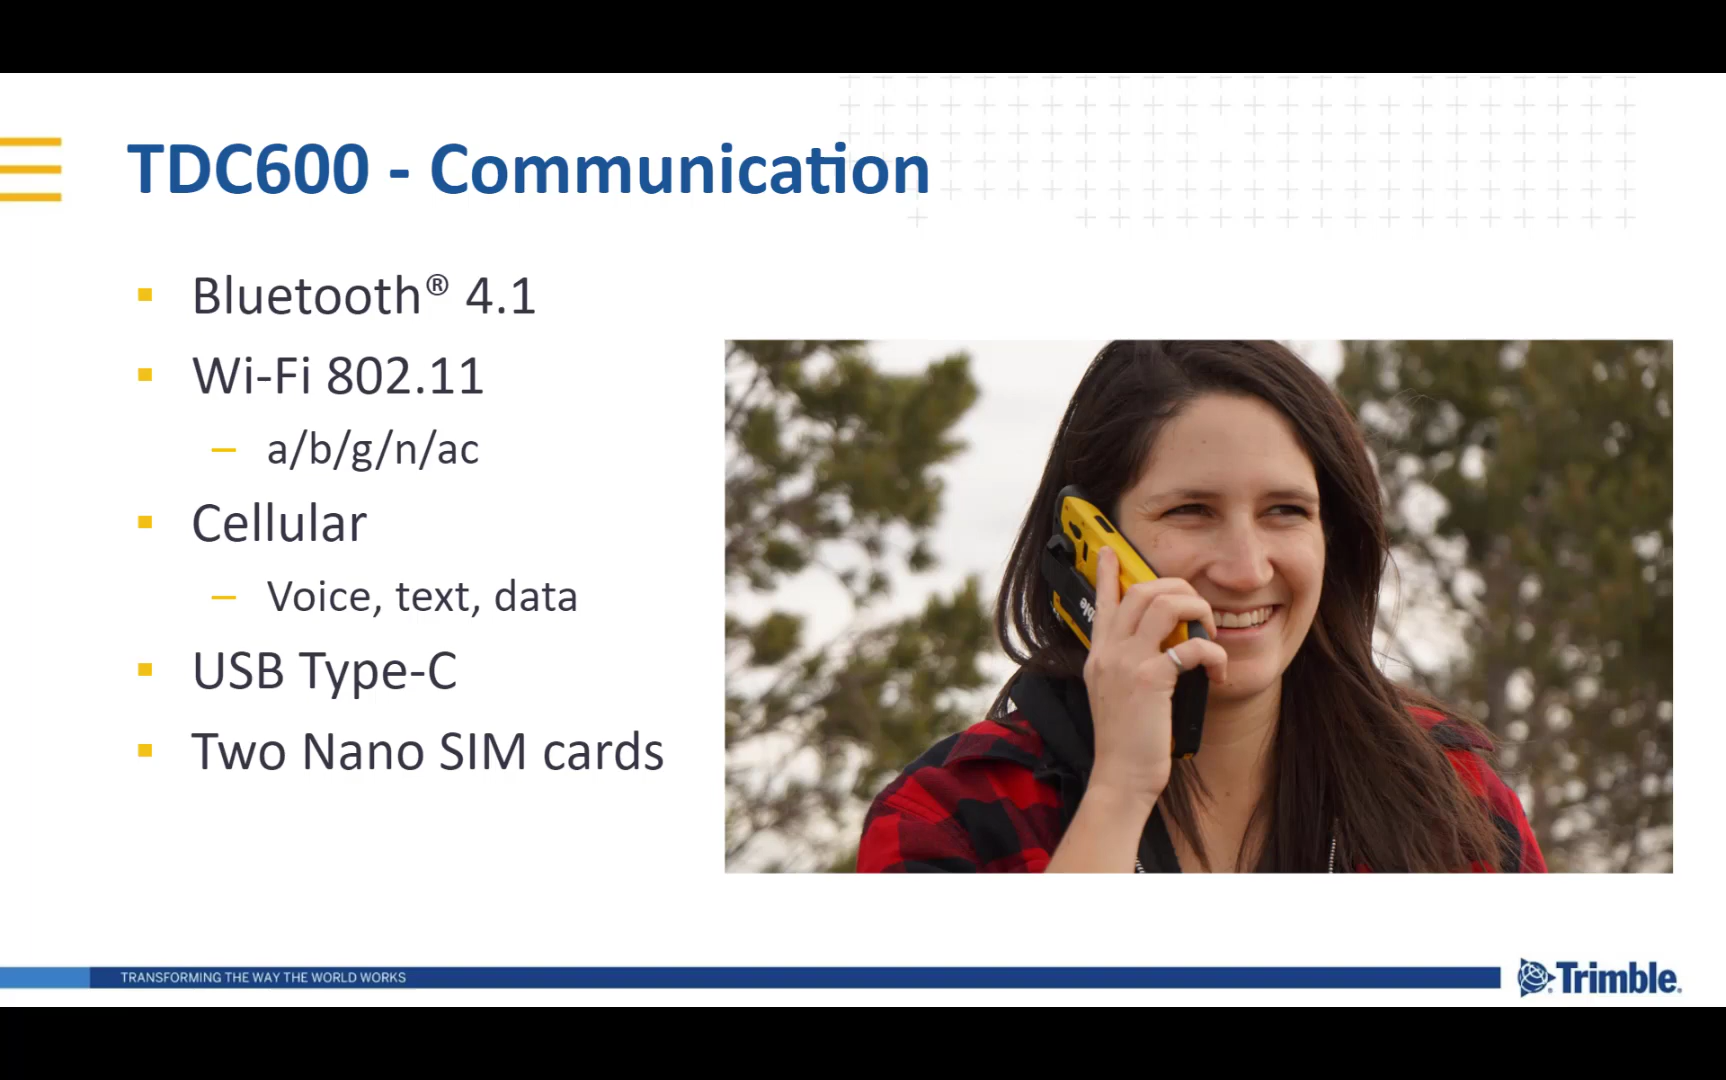 TDC600 - Communication
Bluetooth® 4.1
Wi-Fi 802.11
– a/b/g/n/ac
Cellular
– Voice, text, data
USB Type-C
Two Nano SIM cards
TRANSFORMING THE WAY THE WORLD WORKS
Trimble